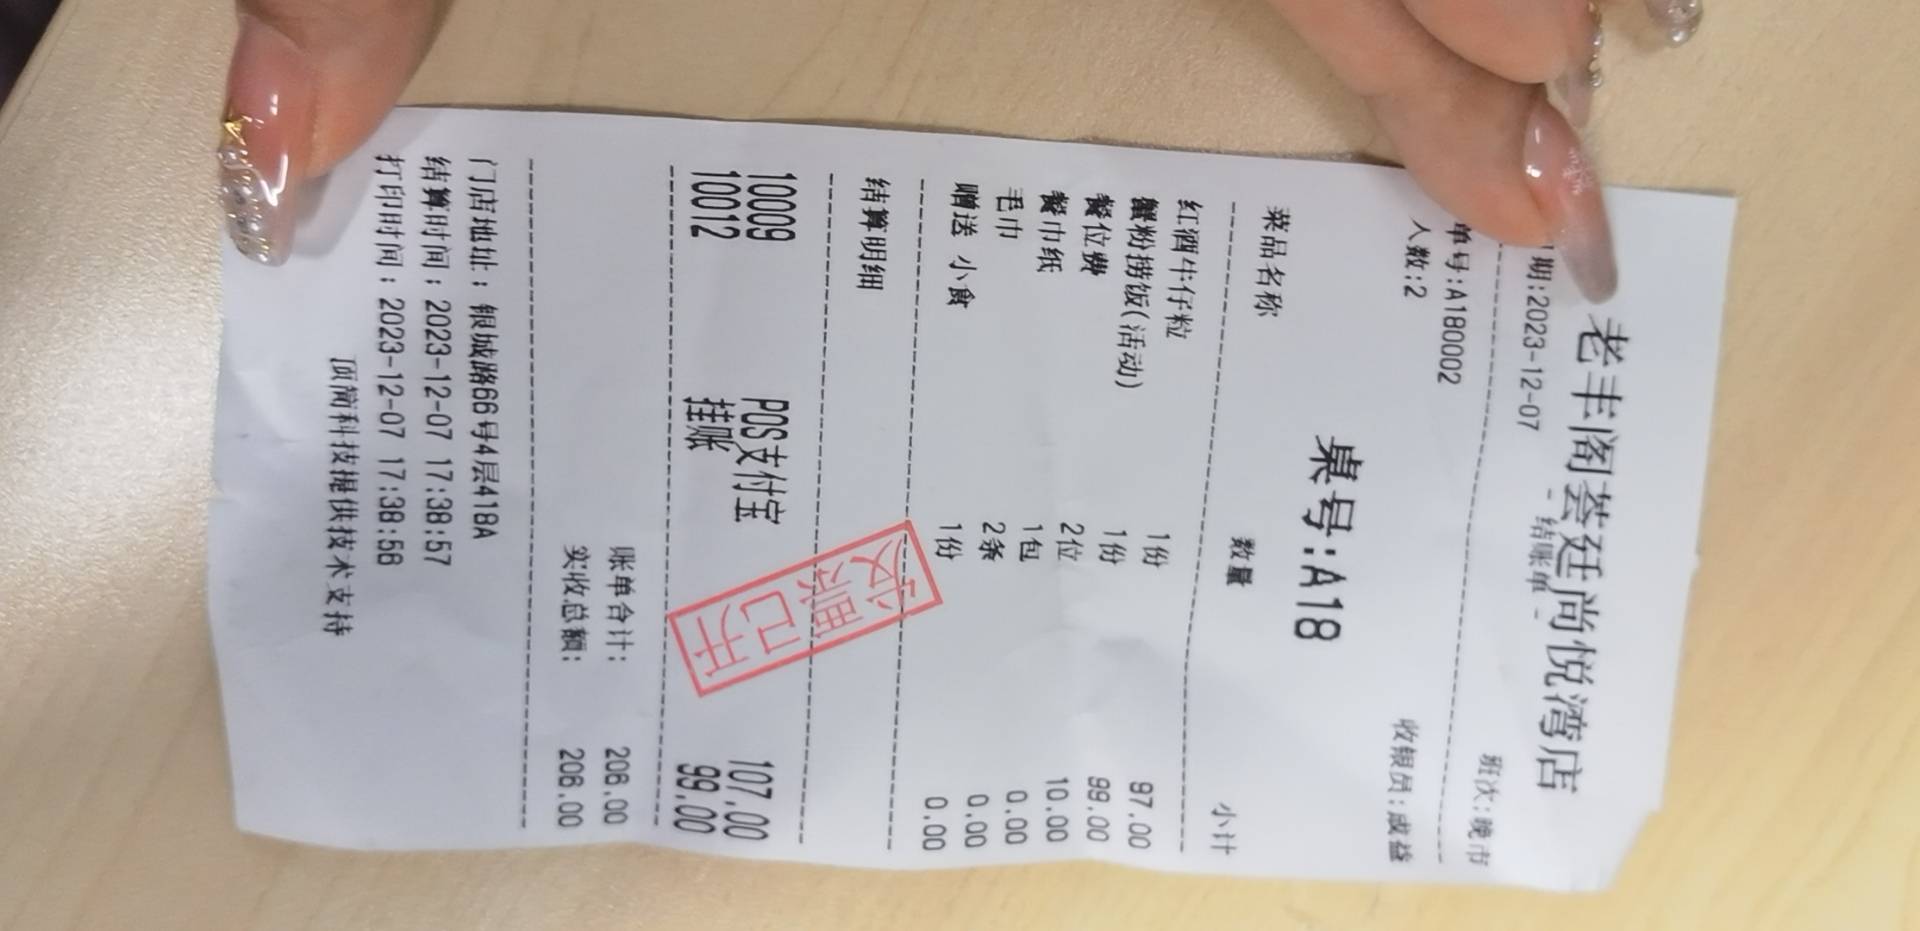 老丰阁荟廷尚悦湾店
- 结账单 -
期:2023-12-07 班次:晚市
单号:A180002
人数:2 收银员:成益
桌号:A18
菜品名称 数量 小计
红酒牛仔粒 1份 97.00
蟹粉捞饭(活动) 1份 99.00
餐位费 2位 10.00
餐巾纸 1包 0.00
毛巾 2条 0.00
赠送 小食 1份 0.00
结算明细
10009 POS支付宝 107.00
10012 挂账 99.00
发票已开
账单合计: 206.00
实收总额: 206.00
门店地址: 银城路66号4层418A
结算时间: 2023-12-07 17:38:57
打印时间: 2023-12-07 17:38:58
顶简科技提供技术支持